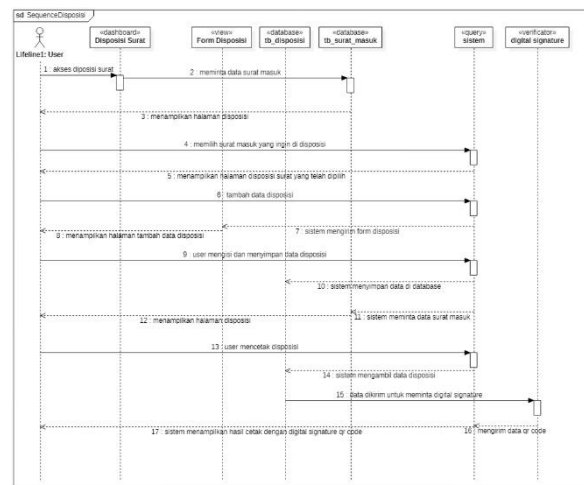 sd SequenceDisposisi
«dashboard» «view» «database» «database» «query» «verificator»
Disposisi Surat Form Disposisi tb_disposisi tb_surat_masuk sistem digital signature
Lifeline1: User
1 : akses diposisi surat
2 : meminta data surat masuk
3 : menampilkan halaman disposisi
4 : memilih surat masuk yang ingin di disposisi
5 : menampilkan halaman disposisi surat yang telah dipilih
6 : tambah data disposisi
7 : sistem mengirim form disposisi
8 : menampilkan halaman tambah data disposisi
9 : user mengisi dan menyimpan data disposisi
10 : sistem menyimpan data di database
11 : sistem meminta data surat masuk
12 : menampilkan halaman disposisi
13 : user mencetak disposisi
14 : sistem mengambil data disposisi
15 : data dikirim untuk meminta digital signature
16 : mengirim data qr code
17 : sistem menampilkan hasil cetak dengan digital signature qr code